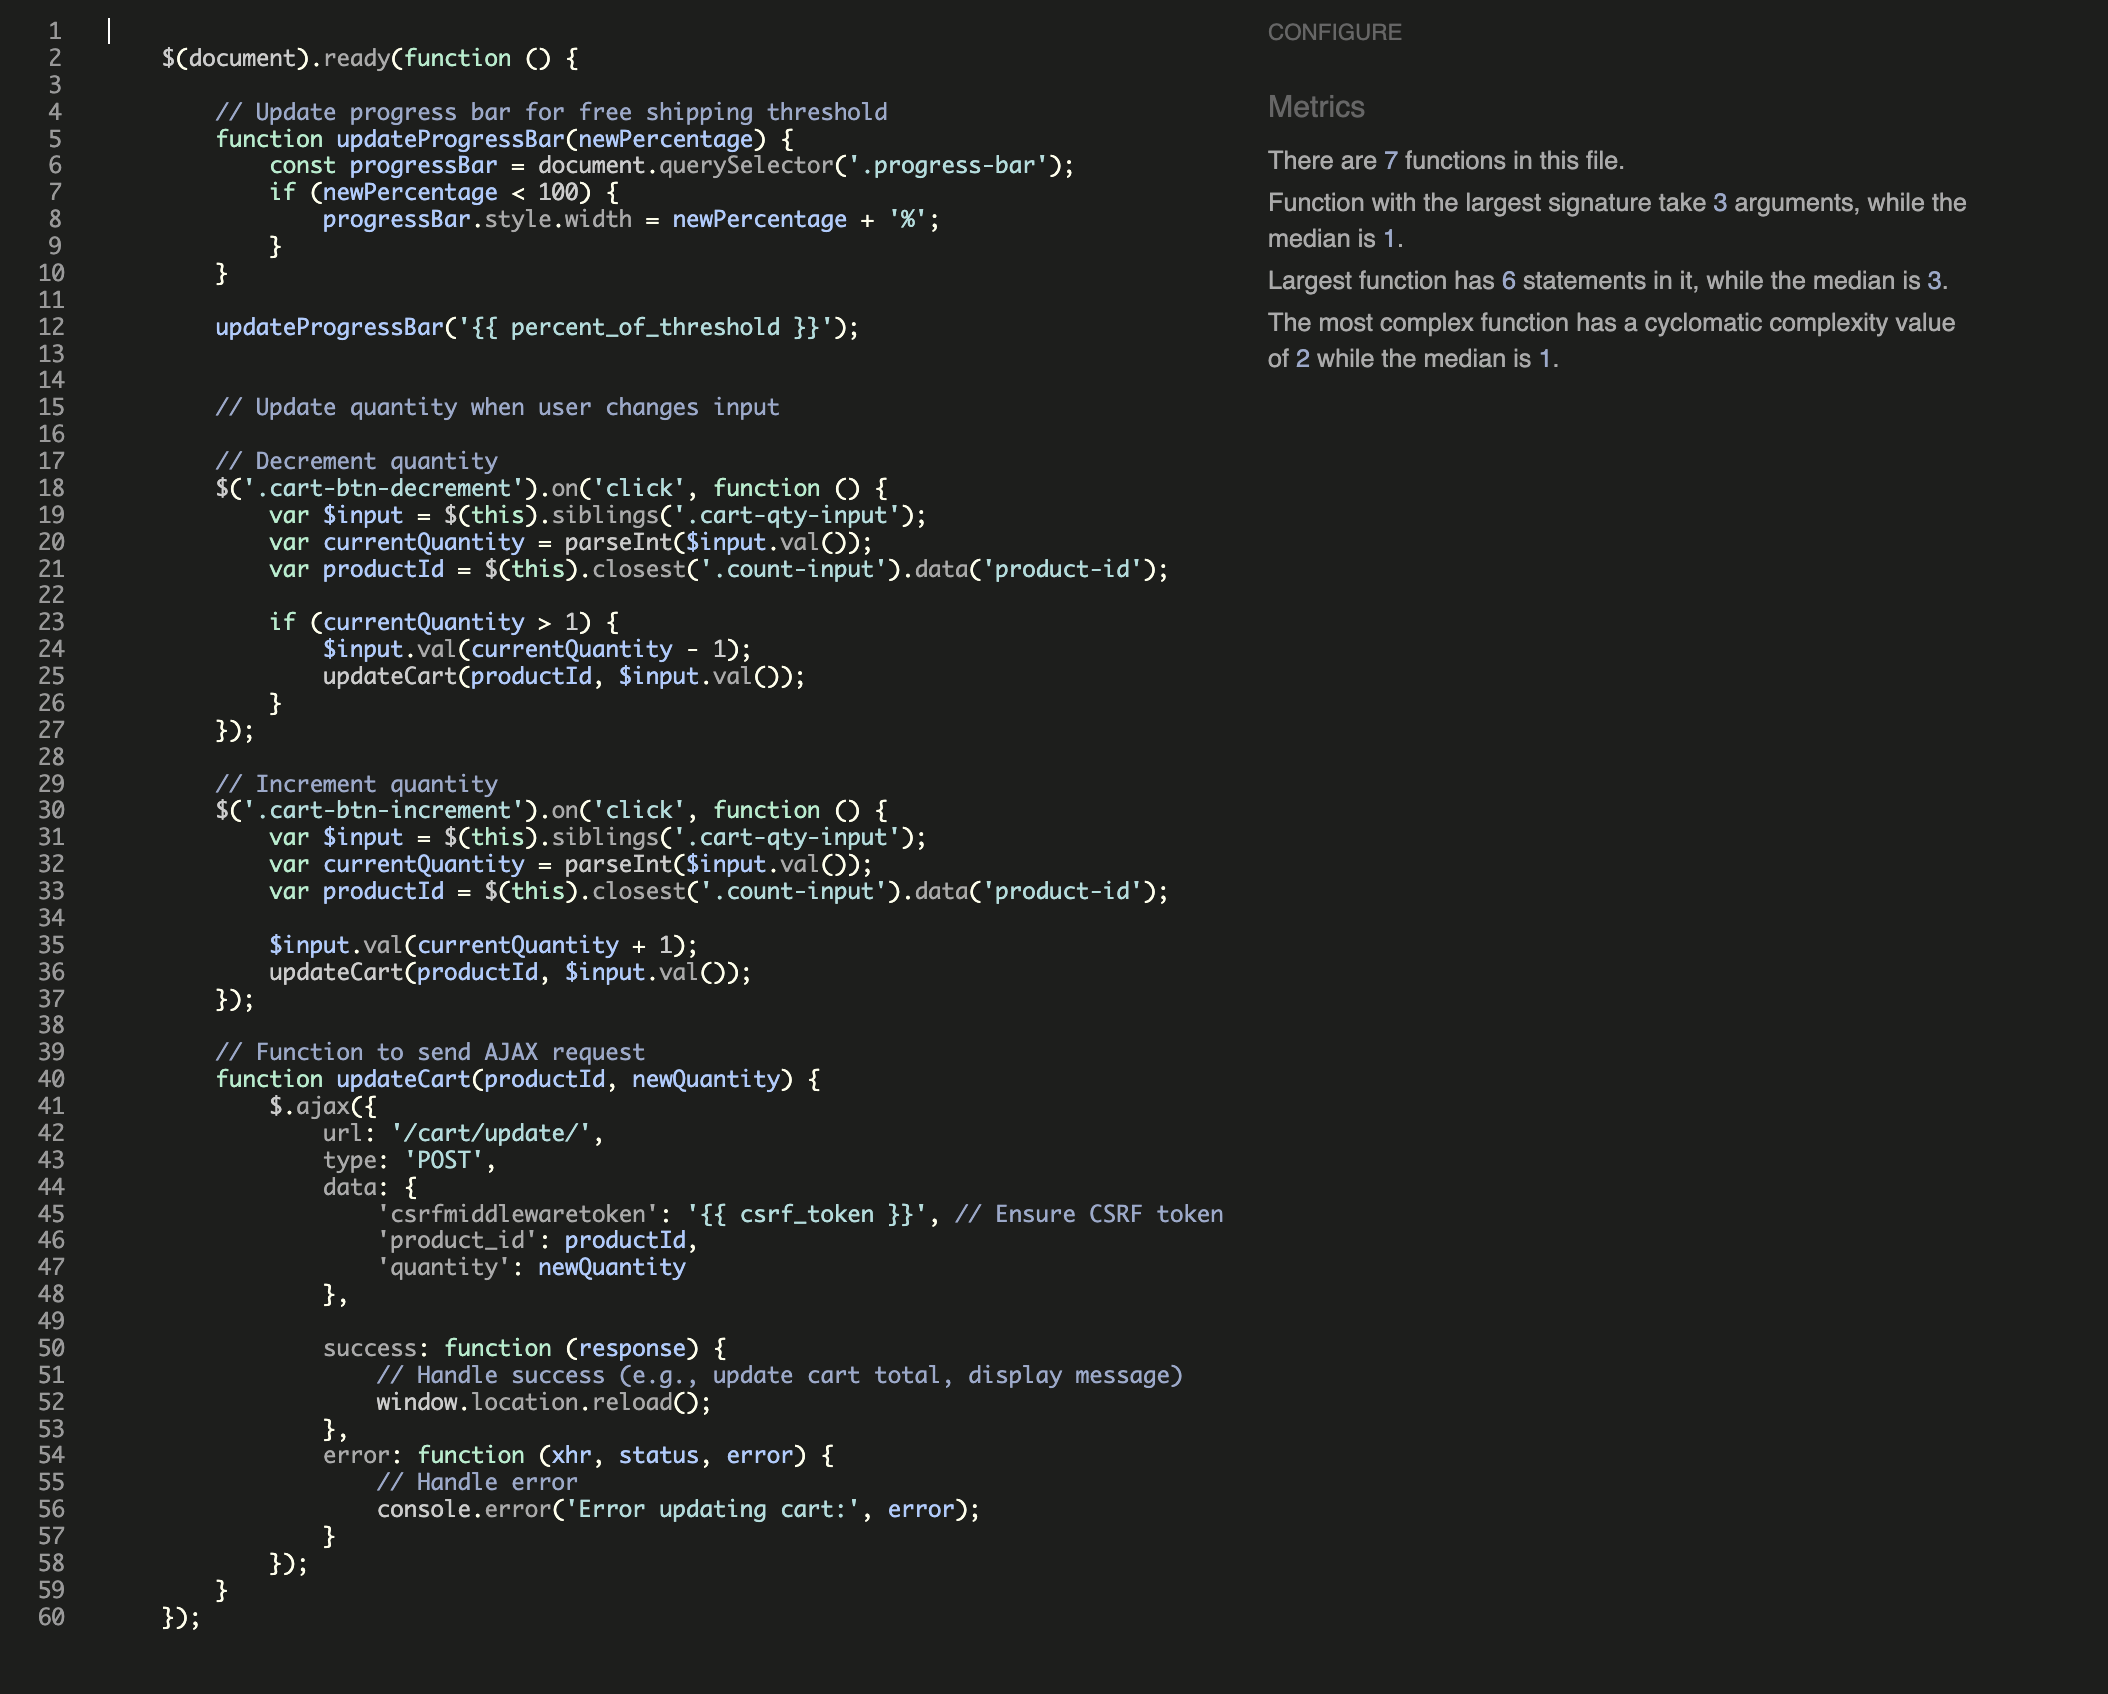 1
2 $(document).ready(function () {
3
4 // Update progress bar for free shipping threshold
5 function updateProgressBar(newPercentage) {
6 const progressBar = document.querySelector('.progress-bar');
7 if (newPercentage < 100) {
8 progressBar.style.width = newPercentage + '%';
9 }
10 }
11
12 updateProgressBar('{{ percent_of_threshold }}');
13
14
15 // Update quantity when user changes input
16
17 // Decrement quantity
18 $('.cart-btn-decrement').on('click', function () {
19 var $input = $(this).siblings('.cart-qty-input');
20 var currentQuantity = parseInt($input.val());
21 var productId = $(this).closest('.count-input').data('product-id');
22
23 if (currentQuantity > 1) {
24 $input.val(currentQuantity - 1);
25 updateCart(productId, $input.val());
26 }
27 });
28
29 // Increment quantity
30 $('.cart-btn-increment').on('click', function () {
31 var $input = $(this).siblings('.cart-qty-input');
32 var currentQuantity = parseInt($input.val());
33 var productId = $(this).closest('.count-input').data('product-id');
34
35 $input.val(currentQuantity + 1);
36 updateCart(productId, $input.val());
37 });
38
39 // Function to send AJAX request
40 function updateCart(productId, newQuantity) {
41 $.ajax({
42 url: '/cart/update/',
43 type: 'POST',
44 data: {
45 'csrfmiddlewaretoken': '{{ csrf_token }}', // Ensure CSRF token
46 'product_id': productId,
47 'quantity': newQuantity
48 },
49
50 success: function (response) {
51 // Handle success (e.g., update cart total, display message)
52 window.location.reload();
53 },
54 error: function (xhr, status, error) {
55 // Handle error
56 console.error('Error updating cart:', error);
57 }
58 });
59 }
60 });
CONFIGURE
Metrics
There are 7 functions in this file.
Function with the largest signature take 3 arguments, while the
median is 1.
Largest function has 6 statements in it, while the median is 3.
The most complex function has a cyclomatic complexity value
of 2 while the median is 1.